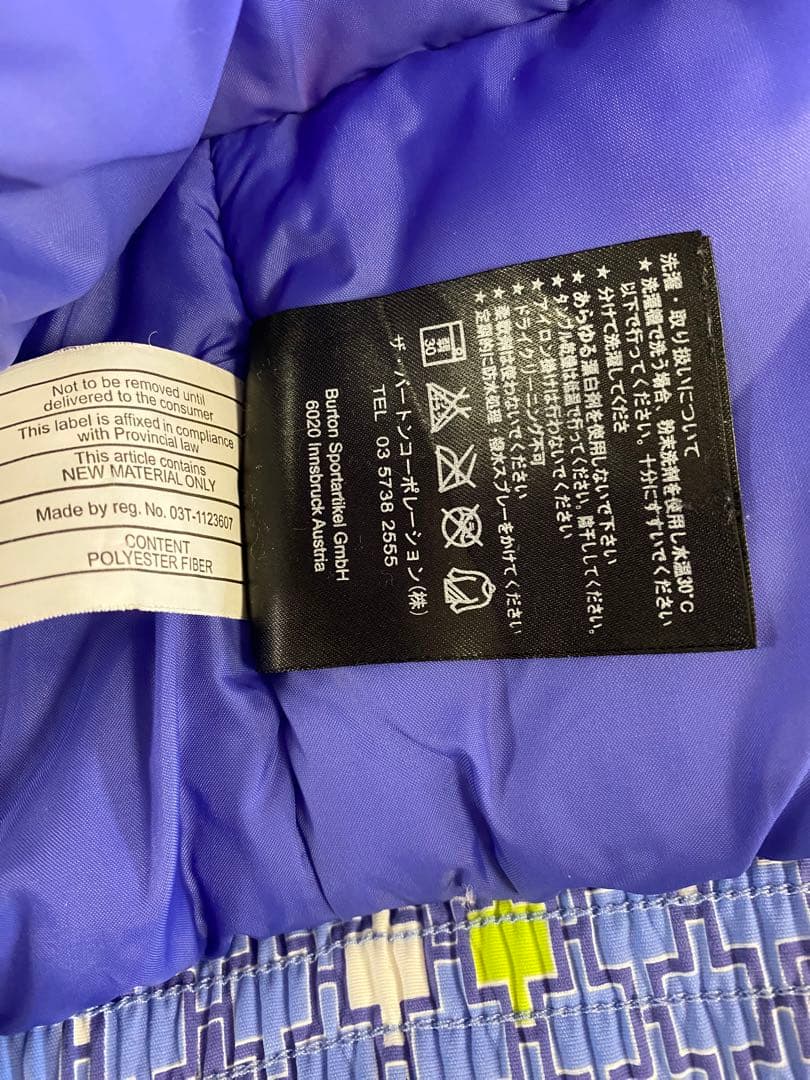 Not to be removed until
delivered to the consumer
This label is affixed in compliance
with Provincial law
This article contains
NEW MATERIAL ONLY
Made by reg. No. 03T-1123607
CONTENT
POLYESTER FIBER
洗濯・取り扱いについて
★ 洗濯機で洗う場合、粉末洗剤を使用し水温30°C
以下で行ってください。十分にすすいでください
★ 分けて洗濯してくださ
★ あらゆる漂白剤を使用しないで下さい
★ タンブル乾燥は低温で行ってください。陰干ししてください。
★ アイロン掛けは行わないでください
★ ドライクリーニング不可
★ 柔軟剤は使わないでください
★ 定期的に防水処理 撥水スプレーをかけてください
30
ザ・バートンコーポレーション(株)
TEL 03 5738 2555
Burton Sportartikel GmbH
6020 Innsbruck Austria